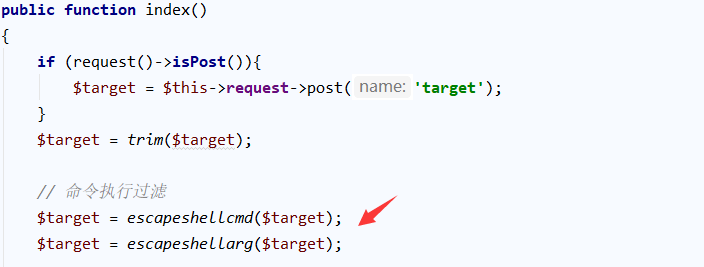 public function index()
{
if (request()->isPost()){
$target = $this->request->post( name: 'target');
}
$target = trim($target);
// 命令执行过滤
$target = escapeshellcmd($target);
$target = escapeshellarg($target);